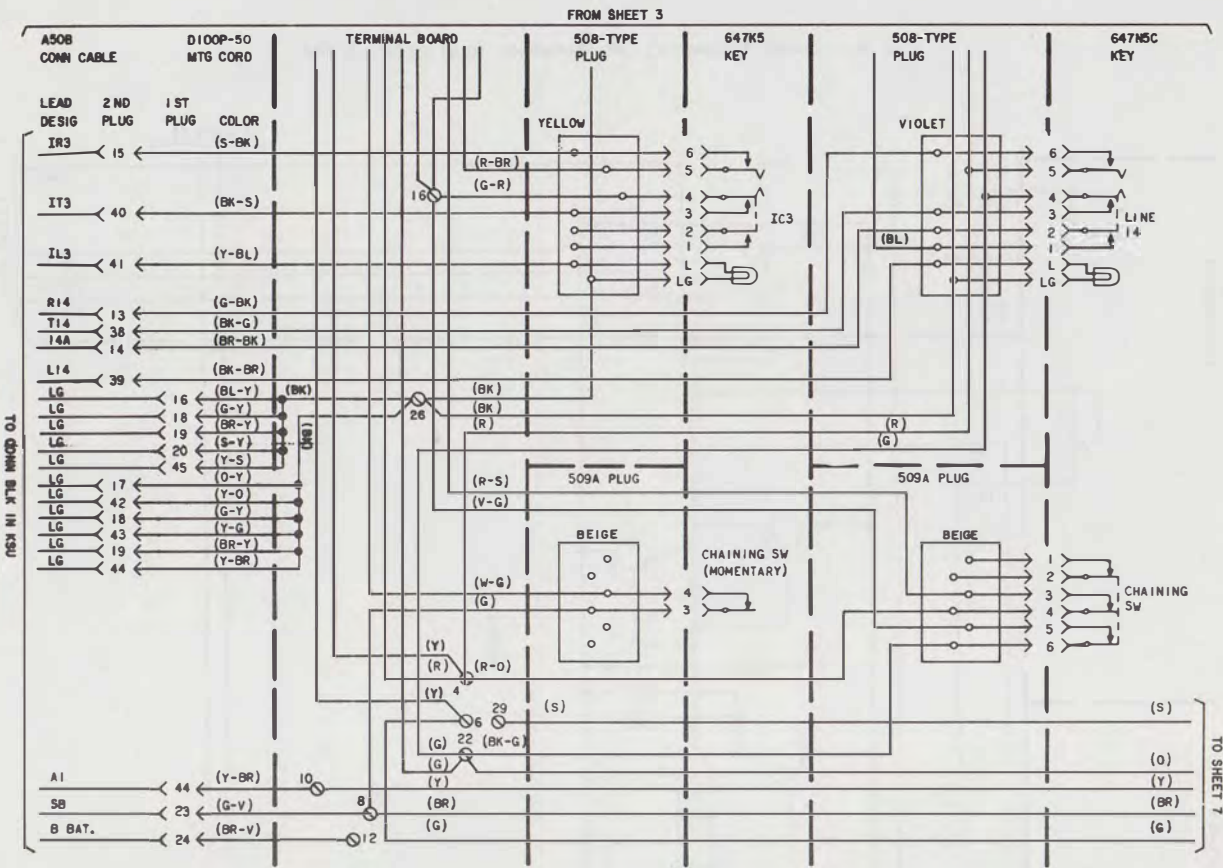 FROM SHEET 3
A50B CONN CABLE
D100P-50 MTG CORD
TERMINAL BOARD
508-TYPE PLUG
647K5 KEY
508-TYPE PLUG
647N5C KEY
LEAD DESIG
2ND PLUG
1ST PLUG
COLOR
YELLOW
VIOLET
IR3 15 (S-BK)
IT3 40 (BK-S)
IL3 41 (Y-BL)
R14 13 (G-BK)
T14 38 (BK-G)
14A 14 (BR-BK)
L14 39 (BK-BR)
LG 16 (BL-Y) (BK)
LG 18 (G-Y)
LG 19 (BR-Y)
LG 20 (S-Y)
LG 45 (Y-S)
LG 17 (O-Y) (BK)
LG 42 (Y-O)
LG 18 (G-Y)
LG 43 (Y-G)
LG 19 (BR-Y)
LG 44 (Y-BR)
(R-BR)
16 (G-R)
6
5
4
3
2
1
L
LG
IC3
(BL)
6
5
4
3
2
1
L
LG
LINE 14
26
(BK)
(BK)
(R)
(R)
(G)
509A PLUG
509A PLUG
(R-S)
(V-G)
BEIGE
CHAINING SW (MOMENTARY)
BEIGE
(W-G) 4
(G) 3
1
2
3
4
5
6
CHAINING SW
(Y)
(R) 4 (R-O)
(Y) 6 29 (S) (S)
(G) 22 (BK-G)
(G) (O)
A1 44 (Y-BR) 10 (Y) (Y)
SB 23 (G-V) 8 (BR) (BR)
B BAT. 24 (BR-V) 12 (G) (G)
TO CONN BLK IN KSU
TO SHEET 7